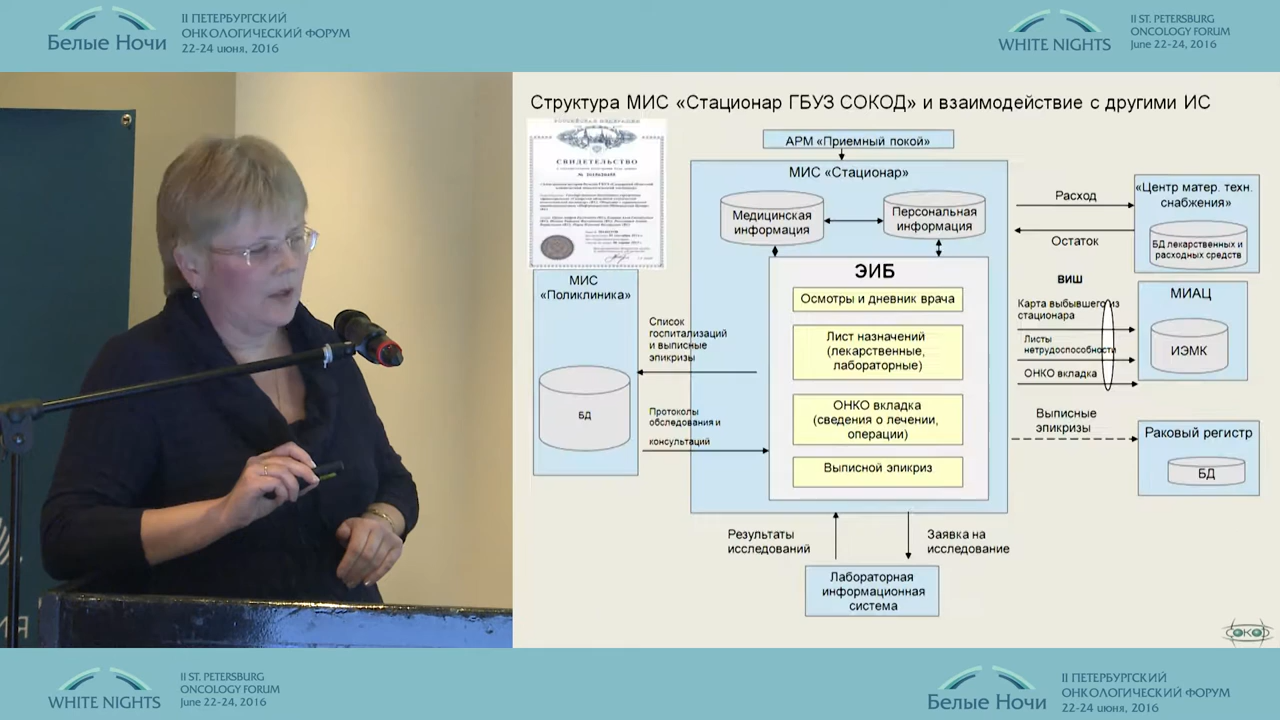 II ПЕТЕРБУРГСКИЙ
ОНКОЛОГИЧЕСКИЙ ФОРУМ
Белые Ночи
22-24 июня, 2016
II ST. PETERSBURG
ONCOLOGY FORUM
WHITE NIGHTS
June 22-24, 2016
Структура МИС «Стационар ГБУЗ СОКОД» и взаимодействие с другими ИС
СВИДЕТЕЛЬСТВО
АРМ «Приемный покой»
МИС «Стационар»
Медицинская
информация
Персональная
информация
ЭИБ
Осмотры и дневник врача
Лист назначений
(лекарственные,
лабораторные)
ОНКО вкладка
(сведения о лечении,
операции)
Выписной эпикриз
МИС
«Поликлиника»
БД
Список
госпитализаций
и выписные
эпикризы
Протоколы
обследования и
консультаций
Расход
Остаток
«Центр матер. техн.
снабжения»
БД лекарственных и
расходных средств
ВИШ
Карта выбывшего из
стационара
Листы
нетрудоспособности
ОНКО вкладка
МИАЦ
ИЭМК
Выписные
эпикризы
Раковый регистр
БД
Результаты
исследований
Заявка на
исследование
Лабораторная
информационная
система
СОКОД
ИЯ
II ST. PETERSBURG
ONCOLOGY FORUM
WHITE NIGHTS
June 22-24, 2016
II ПЕТЕРБУРГСКИЙ
ОНКОЛОГИЧЕСКИЙ ФОРУМ
Белые Ночи
22-24 июня, 2016